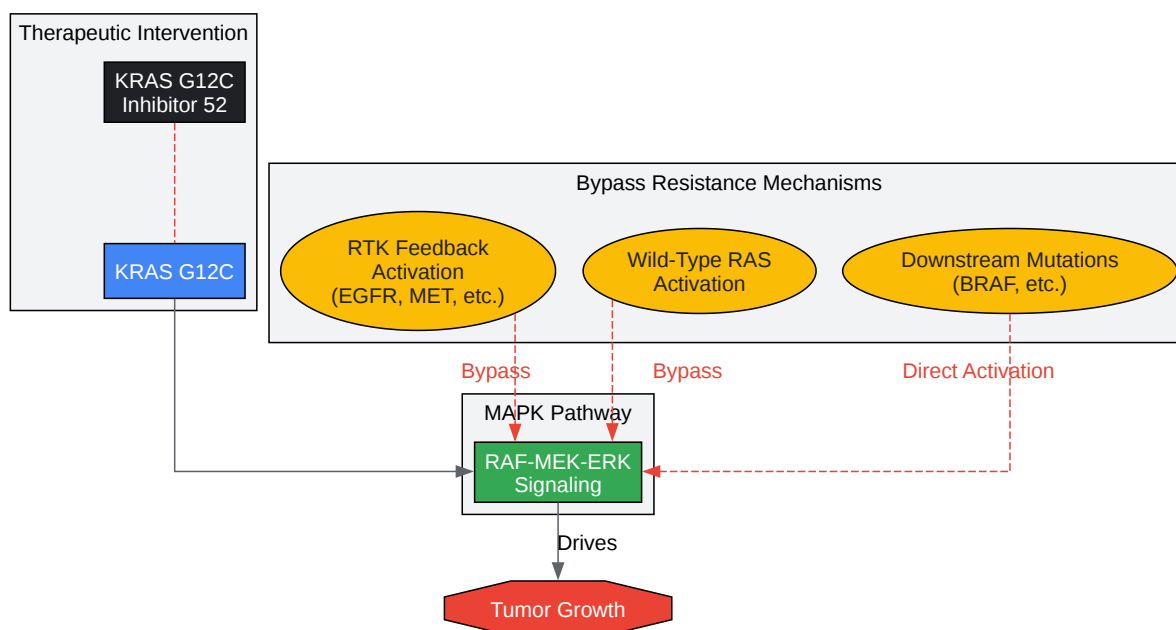 Therapeutic Intervention
KRAS G12C
Inhibitor 52
KRAS G12C
Bypass Resistance Mechanisms
RTK Feedback
Activation
(EGFR, MET, etc.)
Wild-Type RAS
Activation
Downstream Mutations
(BRAF, etc.)
Bypass
Bypass
Direct Activation
MAPK Pathway
RAF-MEK-ERK
Signaling
Drives
Tumor Growth